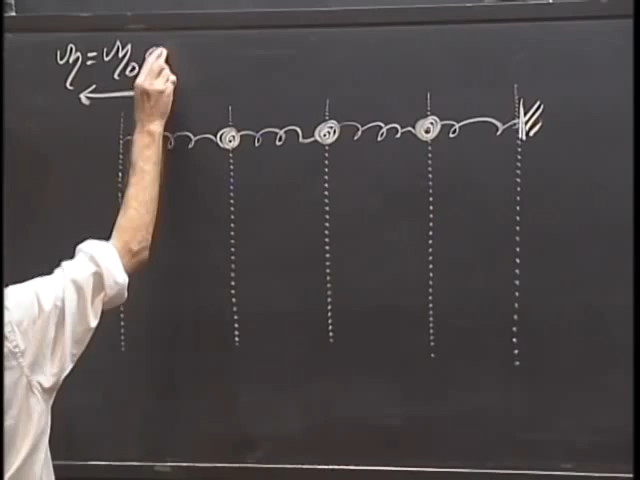 η = η₀